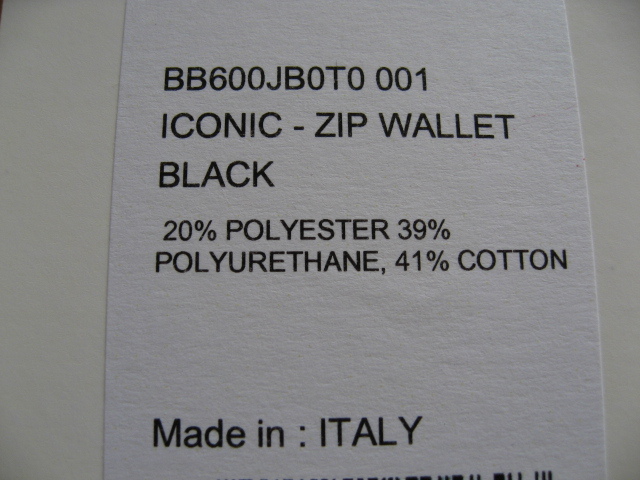 BB600JB0T0 001
ICONIC - ZIP WALLET
BLACK
20% POLYESTER 39%
POLYURETHANE, 41% COTTON
Made in : ITALY